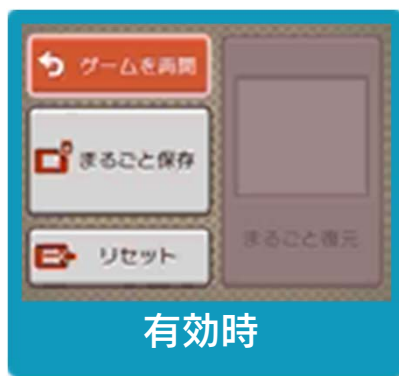 ゲームを再開
まるごと保存
リセット
まるごと復元
有効時